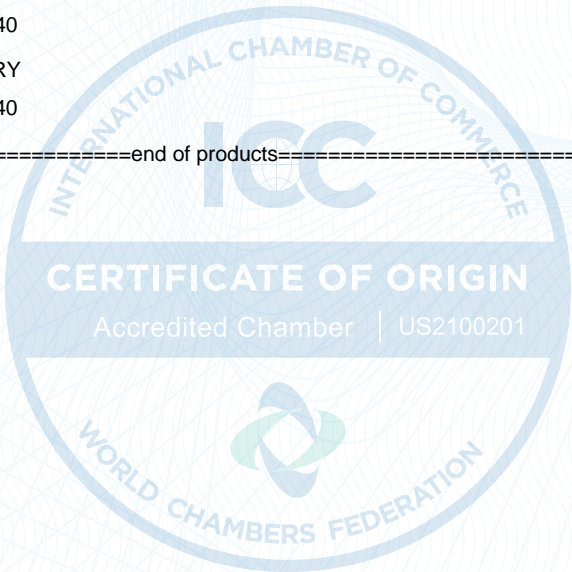 40
RY
40
===========end of products=========================
INTERNATIONAL CHAMBER OF COMMERCE
ICC
CERTIFICATE OF ORIGIN
Accredited Chamber | US2100201
WORLD CHAMBERS FEDERATION